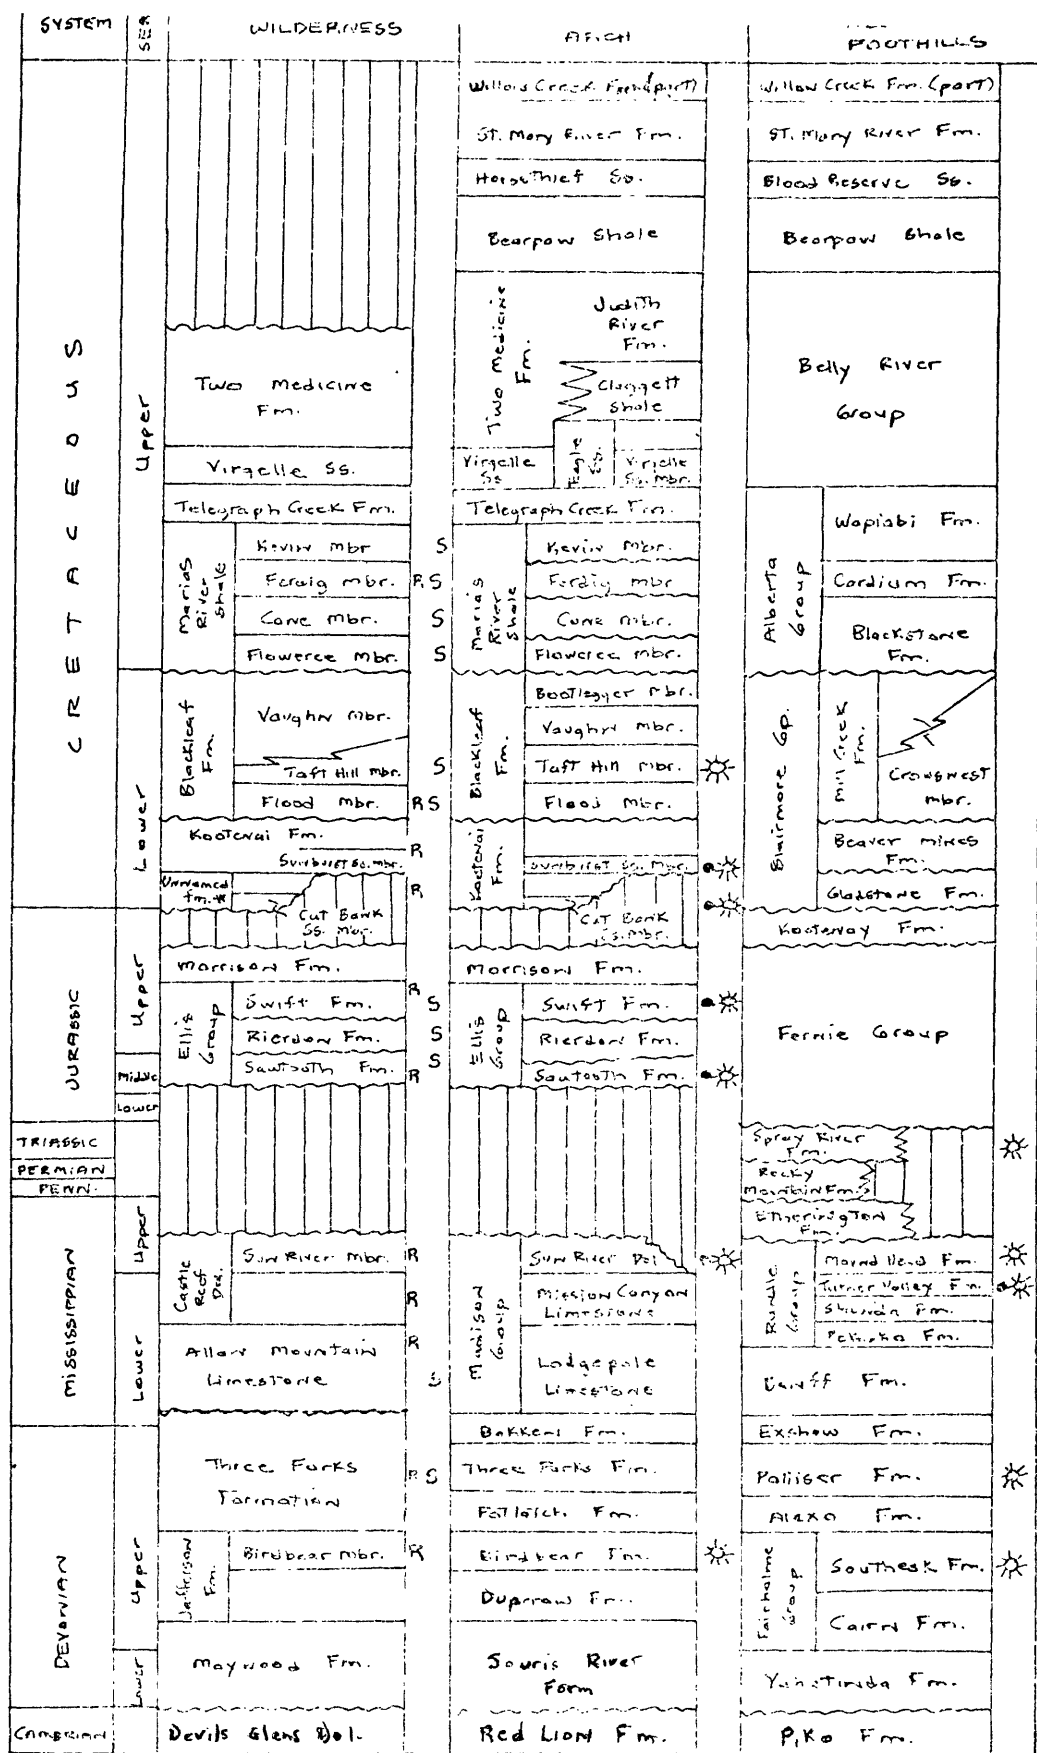 SYSTEM
SER
WILDERNESS
ARCH
FOOTHILLS
CRETACEOUS
Upper
Lower
Two Medicine
Fm.
Virgelle Ss.
Telegraph Creek Fm.
Marias
River
Shale
Kevin mbr
S
Ferdig mbr.
R S
Cone mbr.
S
Floweree mbr.
S
Blackleaf
Fm.
Vaughn mbr.
Taft Hill mbr.
S
Flood mbr.
R S
Kootenai Fm.
Sunburst Ss. mbr.
R
Unnamed
fm.*
R
Cut Bank
Ss. Mbr.
Willow Creek Fm (part)
St. Mary River Fm.
HorseThief Ss.
Bearpaw Shale
Two Medicine
Fm.
Judith
River
Fm.
Claggett
Shale
Virgelle
Ss
Eagle
Ss.
Virgelle
Ss. Mbr.
Telegraph Creek Fm.
Marias
River
Shale
Kevin Mbr.
Ferdig mbr
Cone mbr.
Floweree mbr.
Blackleaf
Fm.
Bootlegger mbr.
Vaughn mbr.
Taft Hill mbr
Flood mbr.
Kootenai
Fm.
Sunburst Ss. Mbr
Cut Bank
Ss. mbr.
Willow Creek Fm. (part)
St. Mary River Fm.
Blood Reserve Ss.
Bearpaw Shale
Belly River
Group
Alberta
Group
Wapiabi Fm.
Cardium Fm.
Blackstone
Fm.
Blairmore Gp.
Mill Creek
Fm.
Crowsnest
mbr.
Beaver mines
Fm.
Gladstone Fm.
Kootenay Fm.
JURASSIC
Upper
Middle
Lower
Morrison Fm.
Ellis
Group
Swift Fm.
R S
Rierdon Fm.
S
Sawtooth Fm.
S
R
Morrison Fm.
Ellis
Group
Swift Fm.
Rierdon Fm.
Sawtooth Fm.
Fernie Group
TRIASSIC
PERMIAN
PENN.
Spray River
Fm.
Rocky
Mountain Fm.
Etherington
Fm.
MISSISSIPPIAN
Upper
Lower
Castle
Reef
Dol.
Sun River Mbr.
R
R
Allan Mountain
Limestone
R
S
Madison
Group
Sun River Dol
Mission Canyon
Limestone
Lodgepole
Limestone
Rundle
Group
Mound Head Fm.
Turner Valley Fm.
Shunda Fm.
Pekisko Fm.
Banff Fm.
DEVONIAN
Upper
Lower
Three Forks
Formation
R S
Jefferson
Fm.
Birdbear mbr.
R
Maywood Fm.
Bakken Fm.
Three Forks Fm.
Potlatch Fm.
Birdbear Fm.
Duperow Fm.
Souris River
Form
Exshaw Fm.
Palliser Fm.
Alexo Fm.
Fairholme
Group
Southesk Fm.
Cairn Fm.
Yahatinda Fm.
CAMBRIAN
Devils Glens Dol.
Red Lion Fm.
Pika Fm.